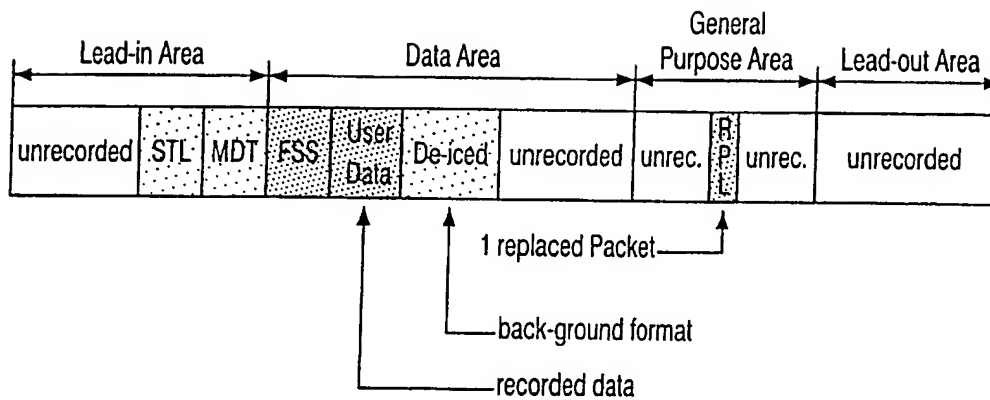 General
Lead-in Area Data Area Purpose Area Lead-out Area
unrecorded STL MDT FSS User Data De-iced unrecorded unrec. RPL unrec. unrecorded
1 replaced Packet
back-ground format
recorded data